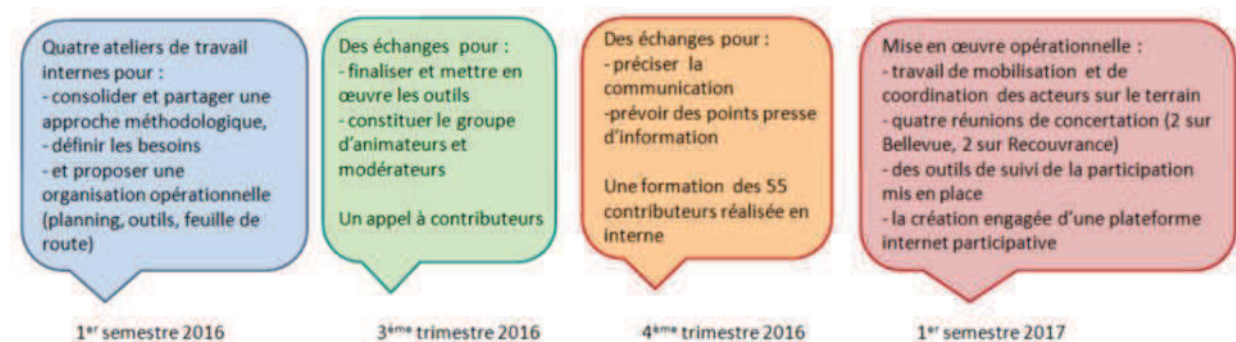 Quatre ateliers de travail
internes pour :
- consolider et partager une
approche méthodologique,
- définir les besoins
- et proposer une
organisation opérationnelle
(planning, outils, feuille de
route)
1er semestre 2016
Des échanges pour :
- finaliser et mettre en
œuvre les outils
- constituer le groupe
d'animateurs et
modérateurs
Un appel à contributeurs
3ème trimestre 2016
Des échanges pour :
- préciser la
communication
-prévoir des points presse
d'information
Une formation des 55
contributeurs réalisée en
interne
4ème trimestre 2016
Mise en œuvre opérationnelle :
- travail de mobilisation et de
coordination des acteurs sur le terrain
- quatre réunions de concertation (2 sur
Bellevue, 2 sur Recouvrance)
- des outils de suivi de la participation
mis en place
- la création engagée d'une plateforme
internet participative
1er semestre 2017